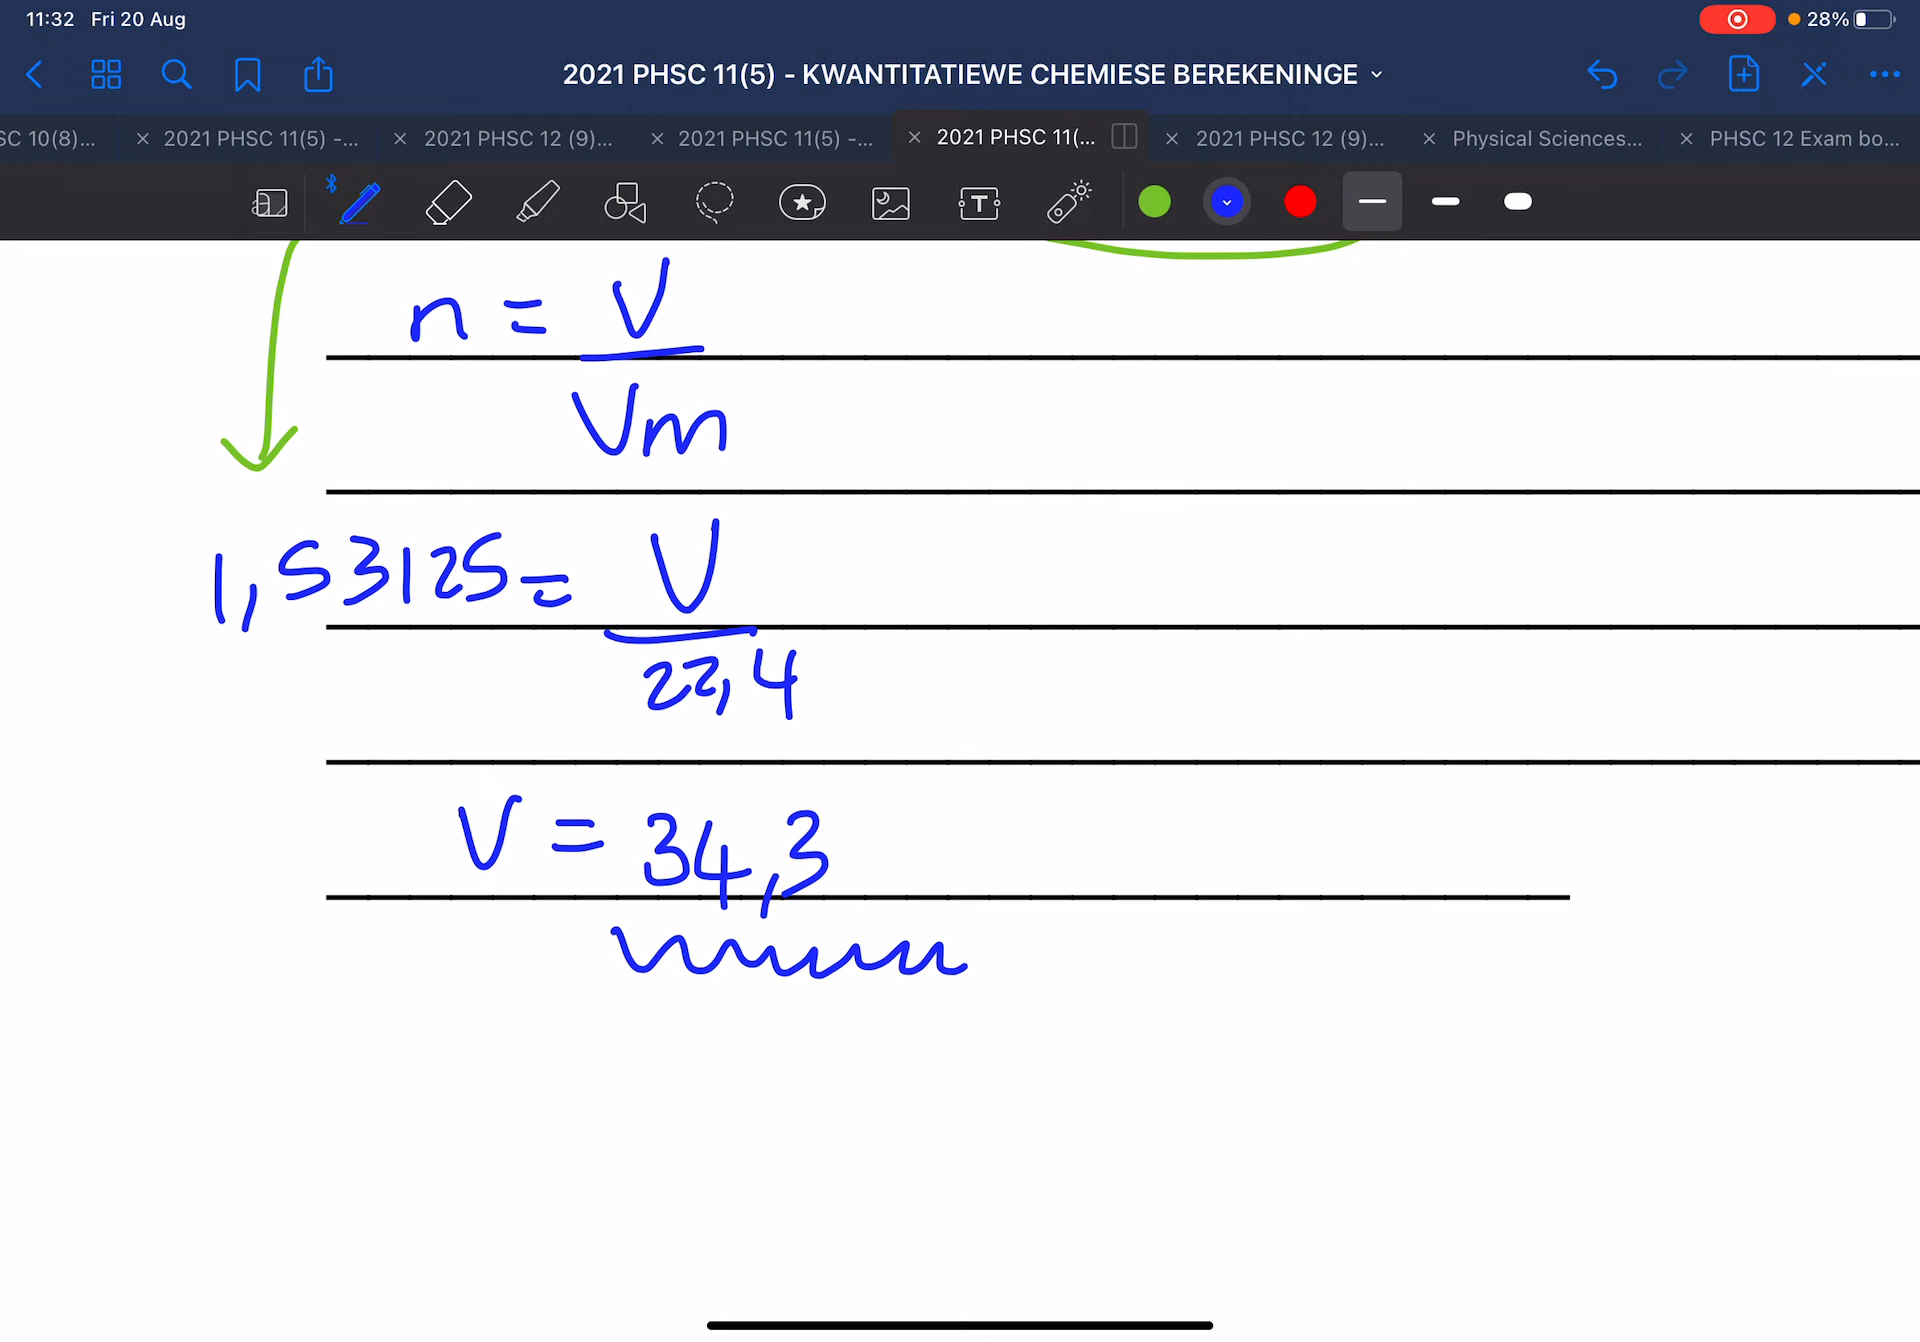 11:32 Fri 20 Aug 28%
2021 PHSC 11(5) - KWANTITATIEWE CHEMIESE BEREKENINGE
SC 10(8)... 2021 PHSC 11(5) -... 2021 PHSC 12 (9)... 2021 PHSC 11(5) -... 2021 PHSC 11(... 2021 PHSC 12 (9)... Physical Sciences... PHSC 12 Exam bo...
n = V
Vm
1,53125 = V
22,4
V = 34,3